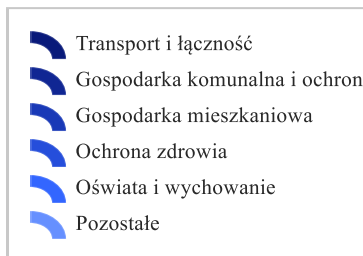 Transport i łączność
Gospodarka komunalna i ochron
Gospodarka mieszkaniowa
Ochrona zdrowia
Oświata i wychowanie
Pozostałe